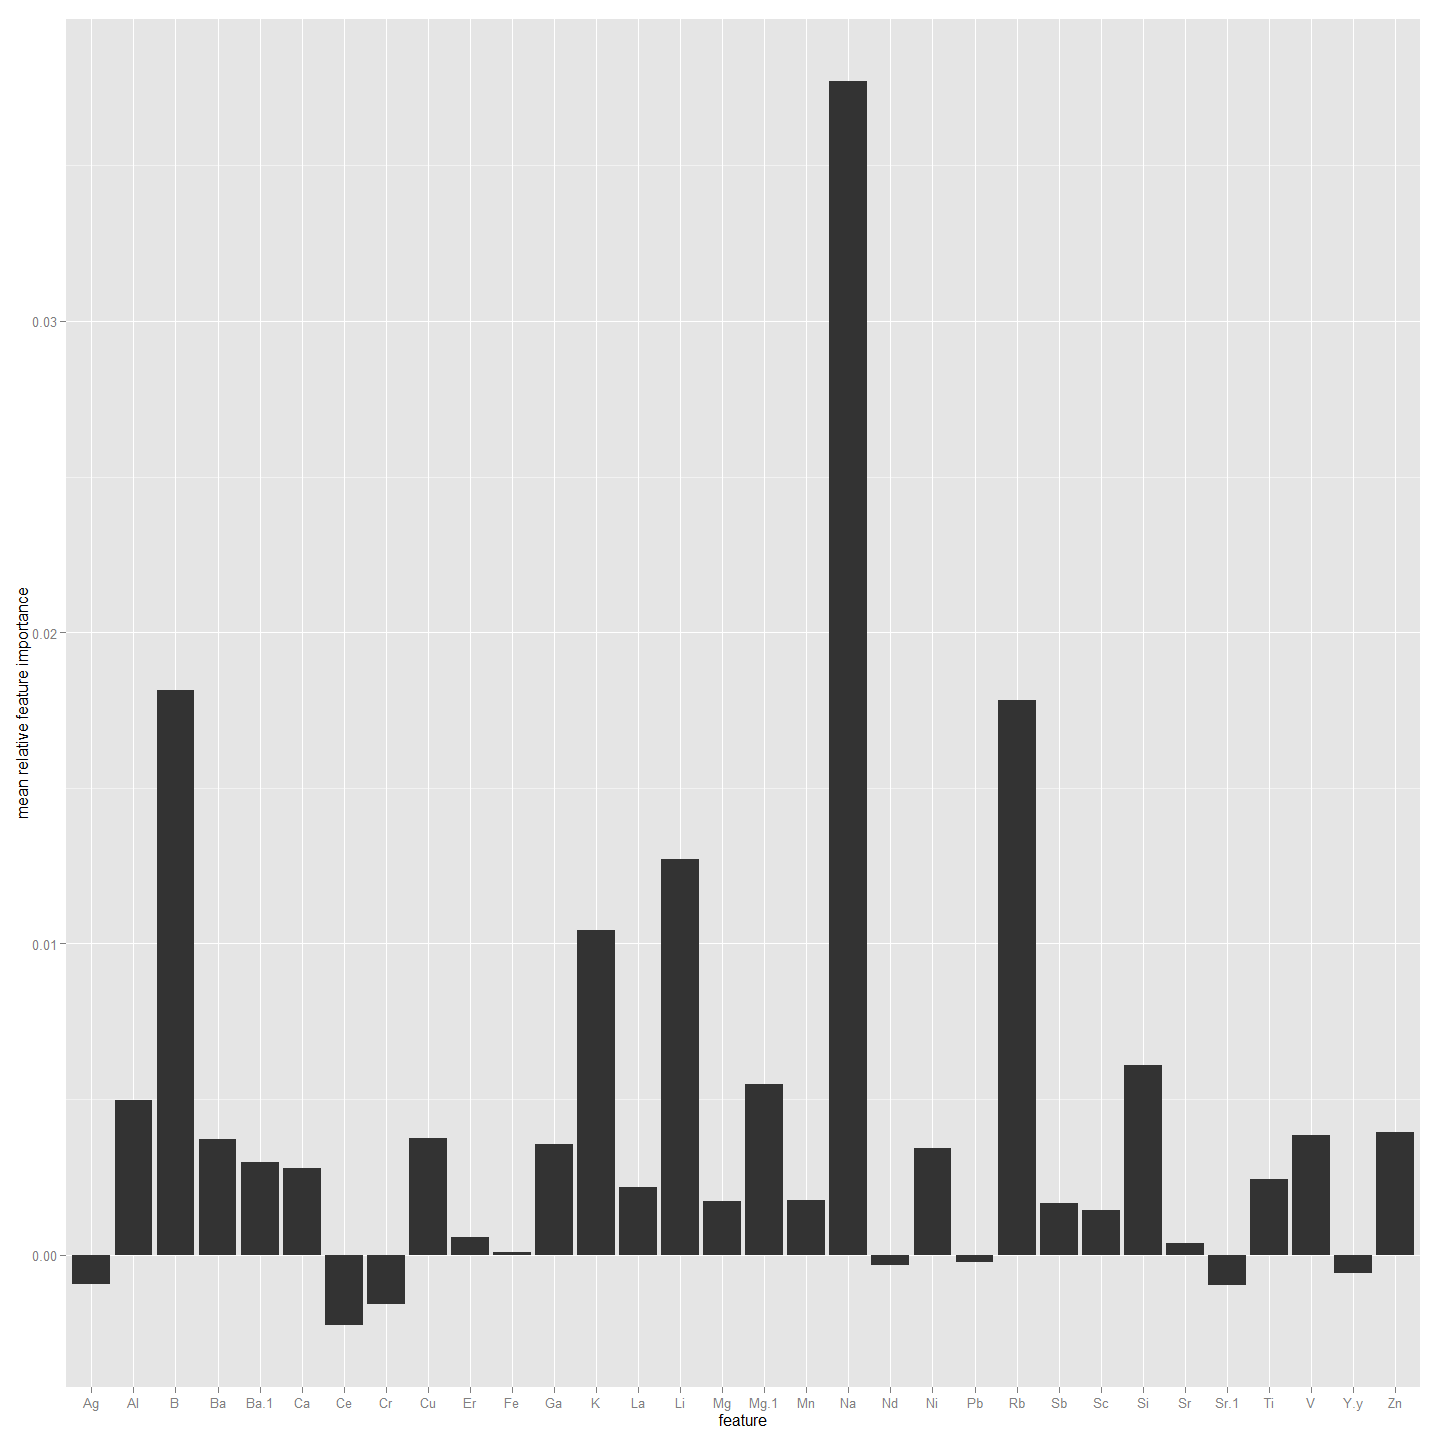 mean relative feature importance
0.03
0.02
0.01
0.00
Ag Al B Ba Ba.1 Ca Ce Cr Cu Er Fe Ga K La Li Mg Mg.1 Mn Na Nd Ni Pb Rb Sb Sc Si Sr Sr.1 Ti V Y.y Zn
feature